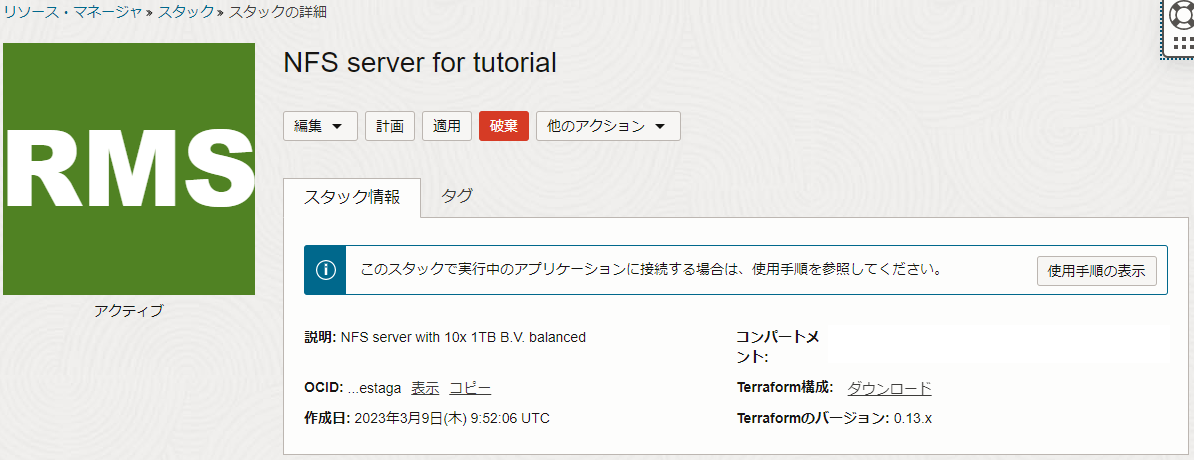 リソース・マネージャ » スタック » スタックの詳細
RMS
アクティブ
NFS server for tutorial
編集 計画 適用 破棄 他のアクション
スタック情報 タグ
このスタックで実行中のアプリケーションに接続する場合は、使用手順を参照してください。 使用手順の表示
説明: NFS server with 10x 1TB B.V. balanced
コンパートメ
ント:
OCID: ...estaga 表示 コピー
Terraform構成: ダウンロード
作成日: 2023年3月9日(木) 9:52:06 UTC
Terraformのバージョン: 0.13.x